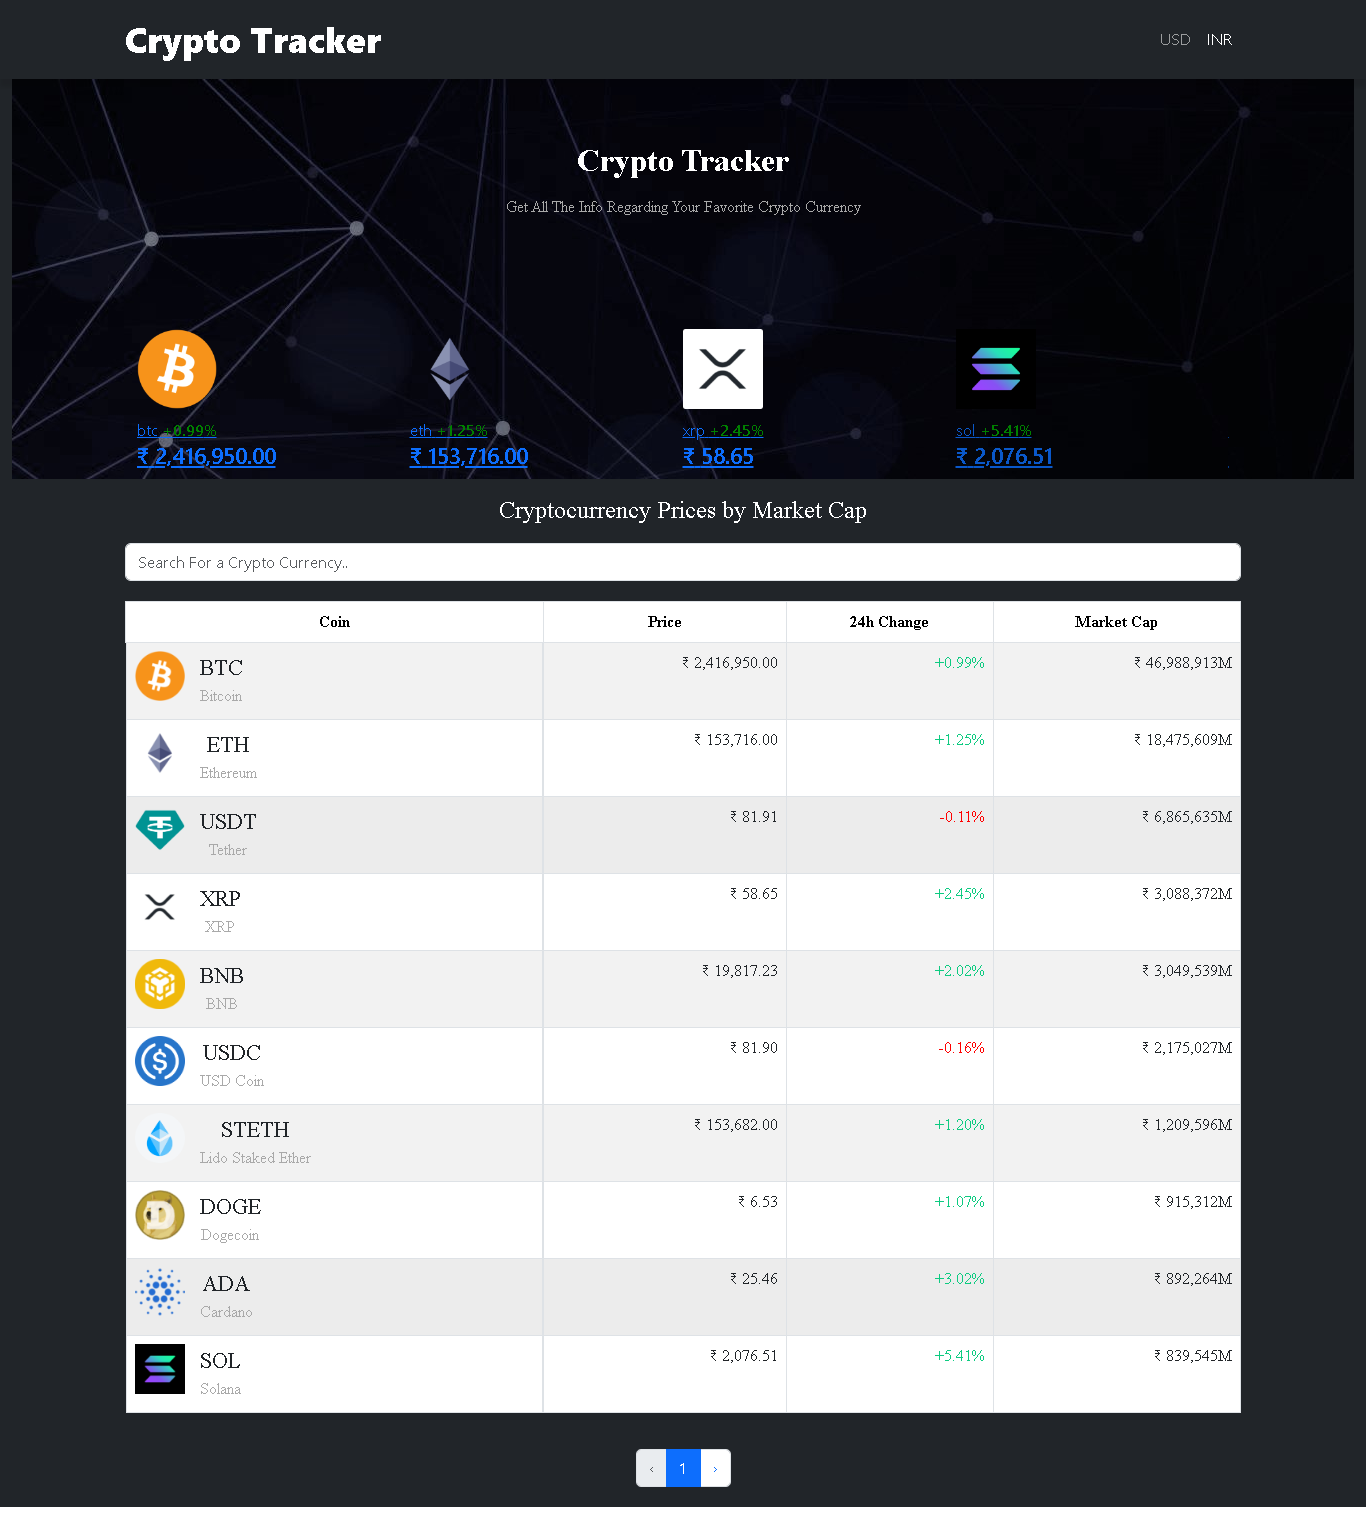 Crypto Tracker
USD INR
Crypto Tracker
Get All The Info Regarding Your Favorite Crypto Currency
btc +0.99% eth +1.25% xrp +2.45% sol +5.41%
₹ 2,416,950.00 ₹ 153,716.00 ₹ 58.65 ₹ 2,076.51
Cryptocurrency Prices by Market Cap
Search For a Crypto Currency..
Coin Price 24h Change Market Cap
BTC ₹ 2,416,950.00 +0.99% ₹ 46,988,913M
Bitcoin
ETH ₹ 153,716.00 +1.25% ₹ 18,475,609M
Ethereum
USDT ₹ 81.91 -0.11% ₹ 6,865,635M
Tether
XRP ₹ 58.65 +2.45% ₹ 3,088,372M
XRP
BNB ₹ 19,817.23 +2.02% ₹ 3,049,539M
BNB
USDC ₹ 81.90 -0.16% ₹ 2,175,027M
USD Coin
STETH ₹ 153,682.00 +1.20% ₹ 1,209,596M
Lido Staked Ether
DOGE ₹ 6.53 +1.07% ₹ 915,312M
Dogecoin
ADA ₹ 25.46 +3.02% ₹ 892,264M
Cardano
SOL ₹ 2,076.51 +5.41% ₹ 839,545M
Solana
‹ 1 ›